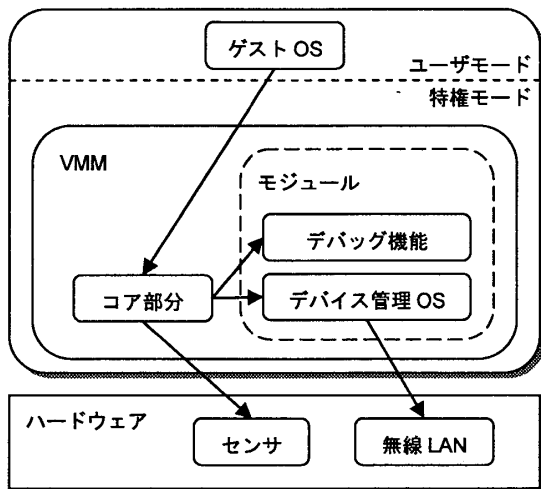 ゲスト OS
ユーザモード
特権モード
VMM
モジュール
デバッグ機能
コア部分
デバイス管理 OS
ハードウェア
センサ
無線 LAN